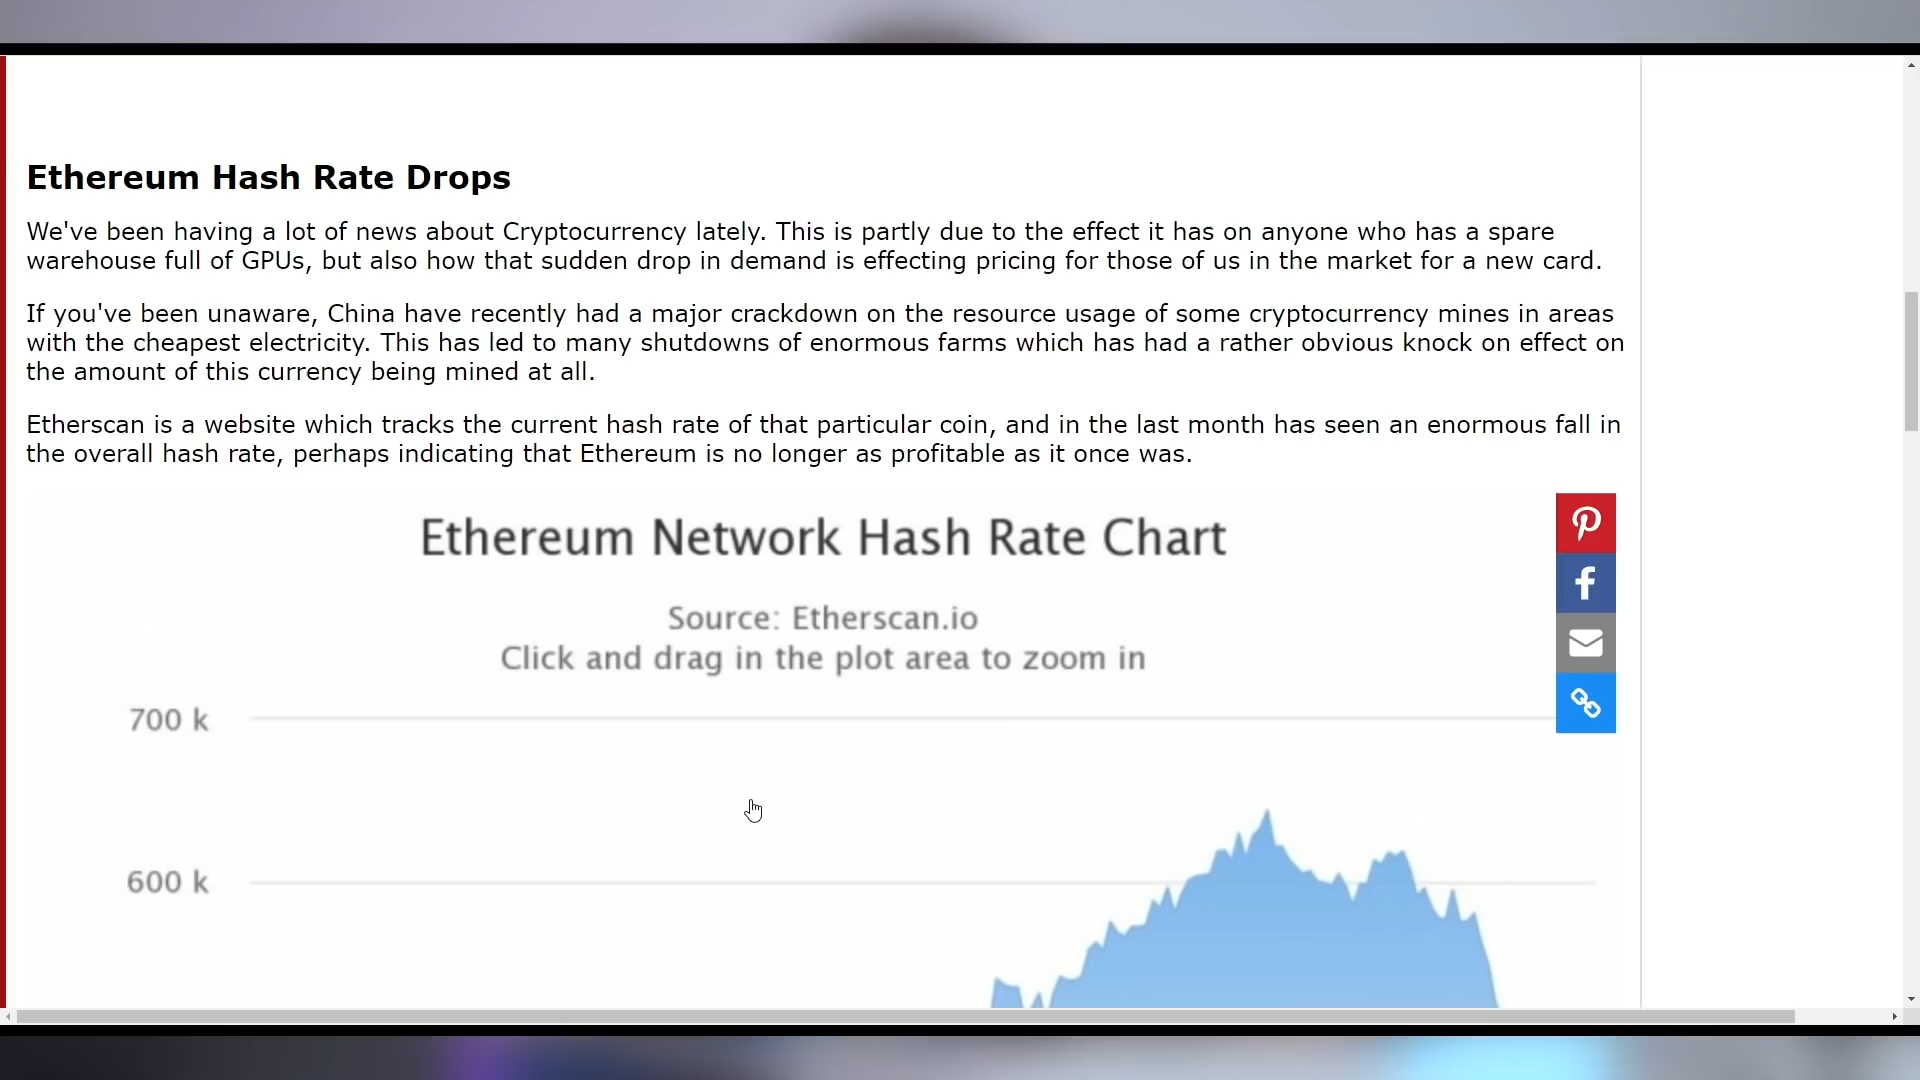 Ethereum Hash Rate Drops
We've been having a lot of news about Cryptocurrency lately. This is partly due to the effect it has on anyone who has a spare
warehouse full of GPUs, but also how that sudden drop in demand is effecting pricing for those of us in the market for a new card.
If you've been unaware, China have recently had a major crackdown on the resource usage of some cryptocurrency mines in areas
with the cheapest electricity. This has led to many shutdowns of enormous farms which has had a rather obvious knock on effect on
the amount of this currency being mined at all.
Etherscan is a website which tracks the current hash rate of that particular coin, and in the last month has seen an enormous fall in
the overall hash rate, perhaps indicating that Ethereum is no longer as profitable as it once was.
Ethereum Network Hash Rate Chart
Source: Etherscan.io
Click and drag in the plot area to zoom in
700 k
600 k